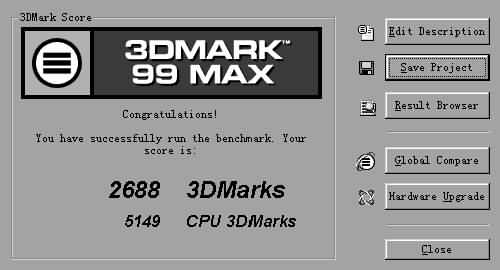 3DMark Score
3DMARK™
99 MAX
Congratulations!
You have successfully run the benchmark. Your
score is:
2688 3DMarks
5149 CPU 3DMarks
Edit Description
Save Project
Result Browser
Global Compare
Hardware Upgrade
Close